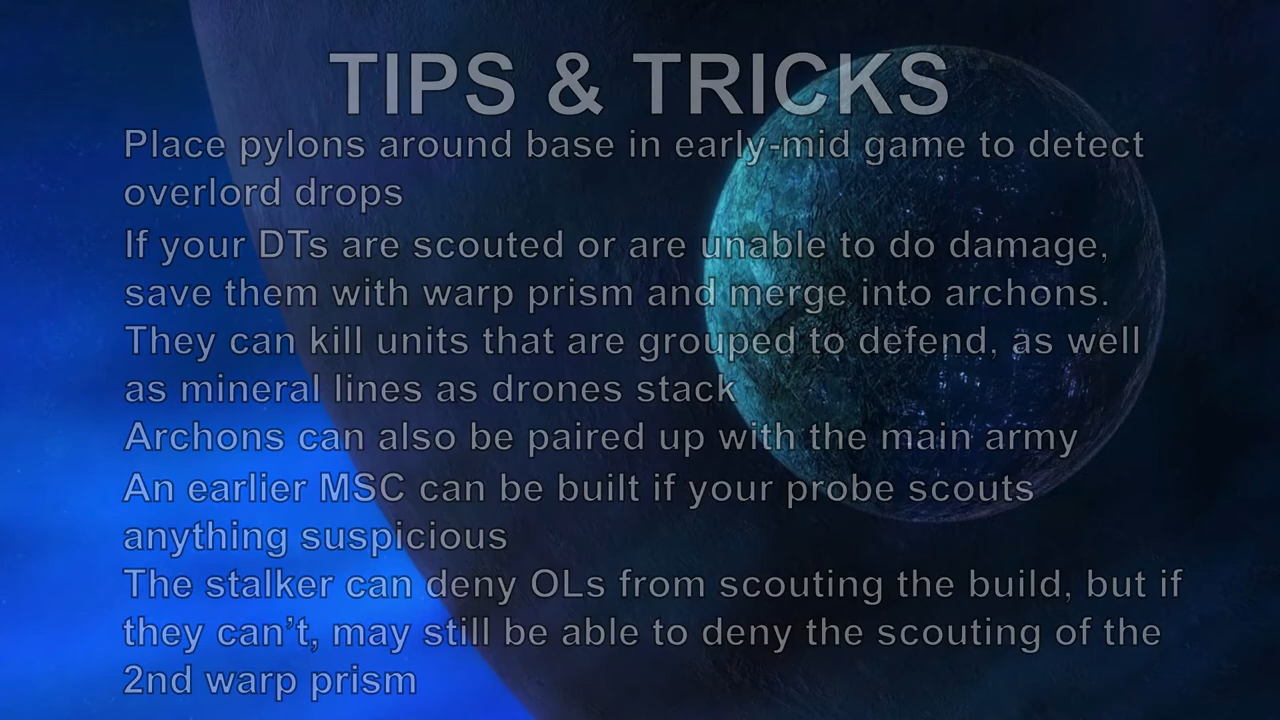 TIPS & TRICKS
Place pylons around base in early-mid game to detect
overlord drops
If your DTs are scouted or are unable to do damage,
save them with warp prism and merge into archons.
They can kill units that are grouped to defend, as well
as mineral lines as drones stack
Archons can also be paired up with the main army
An earlier MSC can be built if your probe scouts
anything suspicious
The stalker can deny OLs from scouting the build, but if
they can’t, may still be able to deny the scouting of the
2nd warp prism